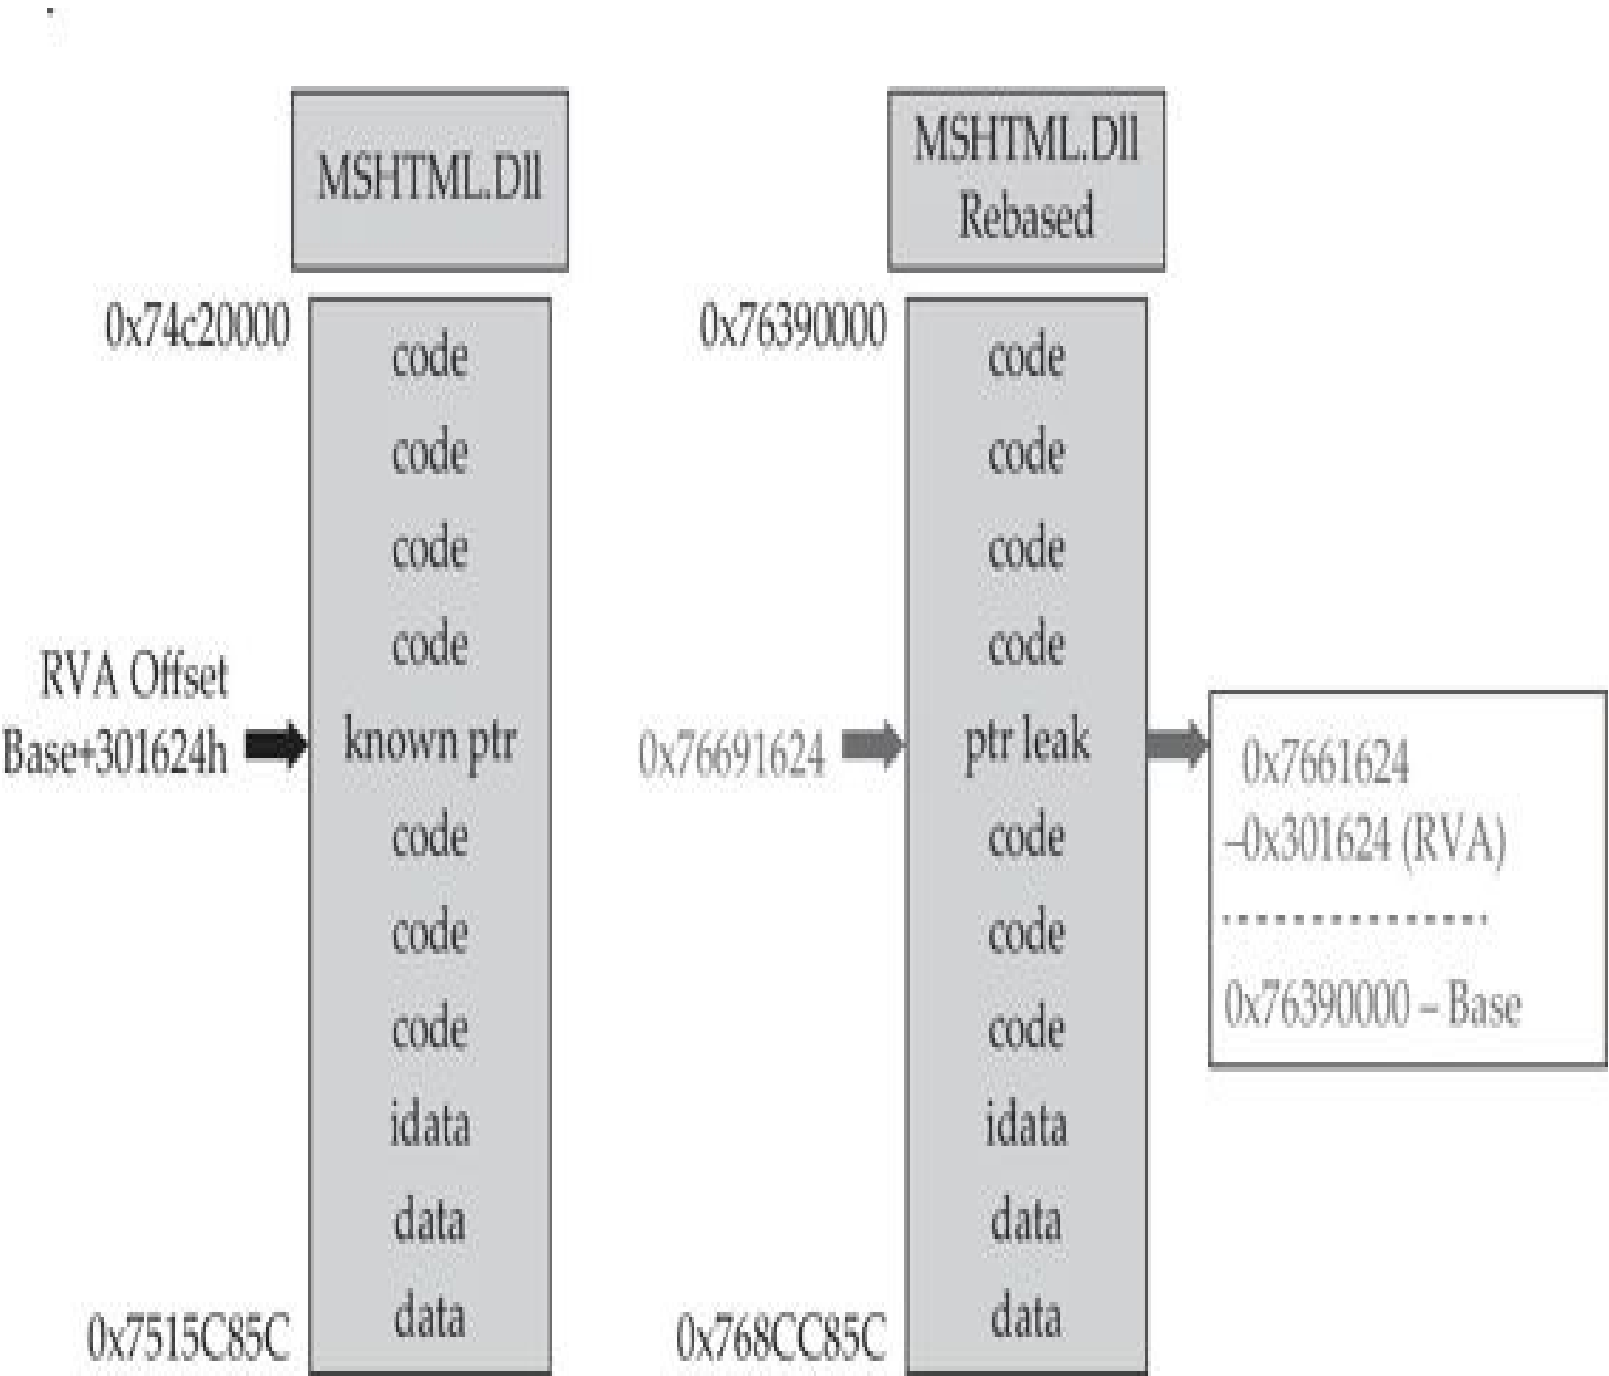 MSHTML.Dll
MSHTML.Dll
Rebased
0x74c20000
0x76390000
code
code
code
code
code
code
code
code
RVA Offset
Base+301624h
known ptr
0x76691624
ptr leak
0x7661624
–0x301624 (RVA)
0x76390000 – Base
code
code
code
code
code
code
idata
idata
data
data
data
data
0x7515C85C
0x768CC85C